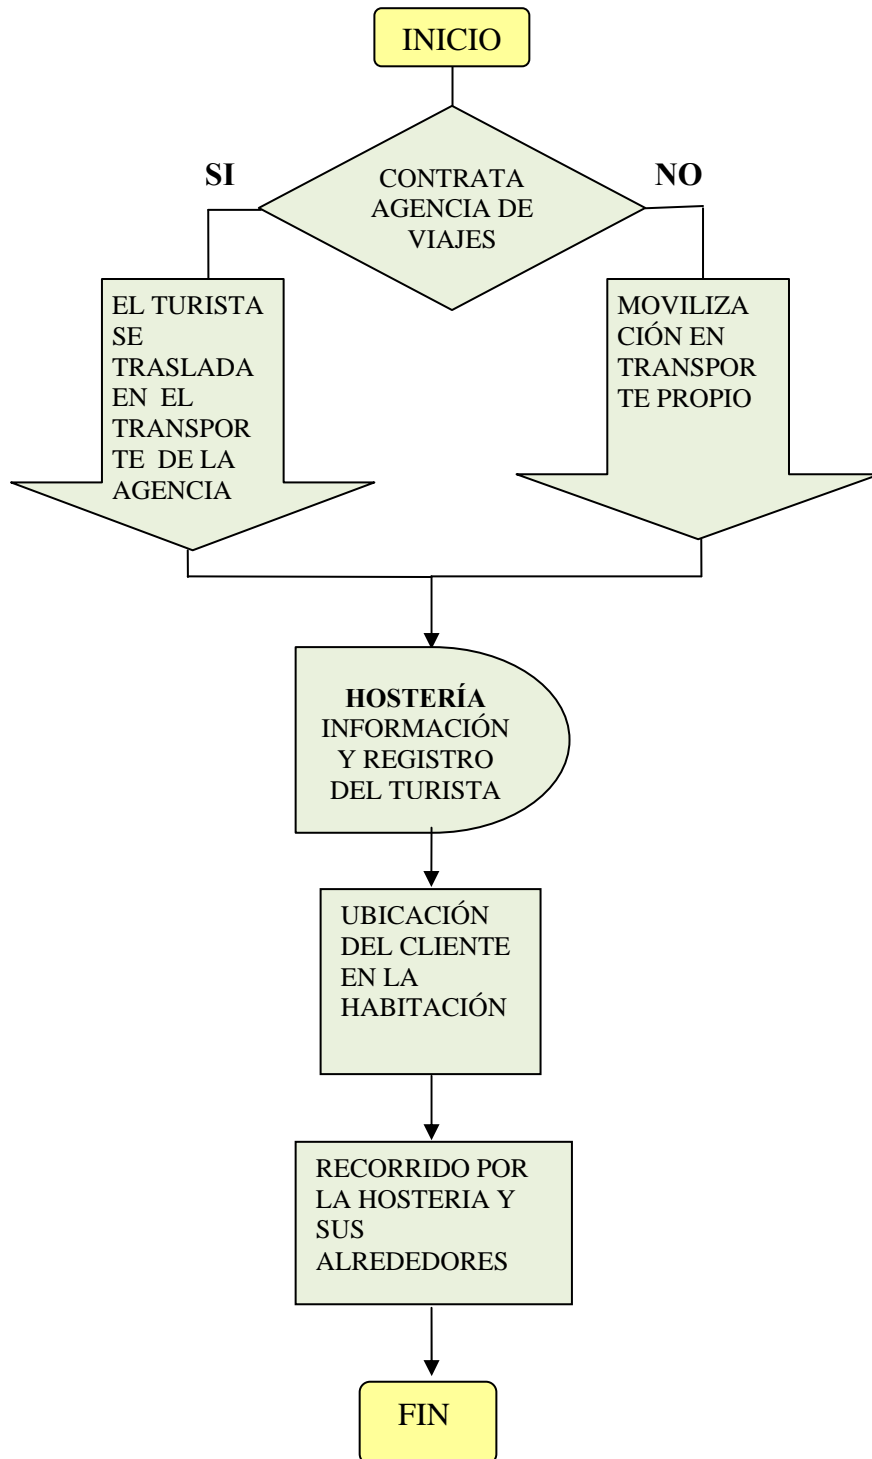 INICIO
SI
NO
CONTRATA
AGENCIA DE
VIAJES
EL TURISTA
SE
TRASLADA
EN EL
TRANSPOR
TE DE LA
AGENCIA
MOVILIZA
CIÓN EN
TRANSPOR
TE PROPIO
HOSTERÍA
INFORMACIÓN
Y REGISTRO
DEL TURISTA
UBICACIÓN
DEL CLIENTE
EN LA
HABITACIÓN
RECORRIDO POR
LA HOSTERIA Y
SUS
ALREDEDORES
FIN